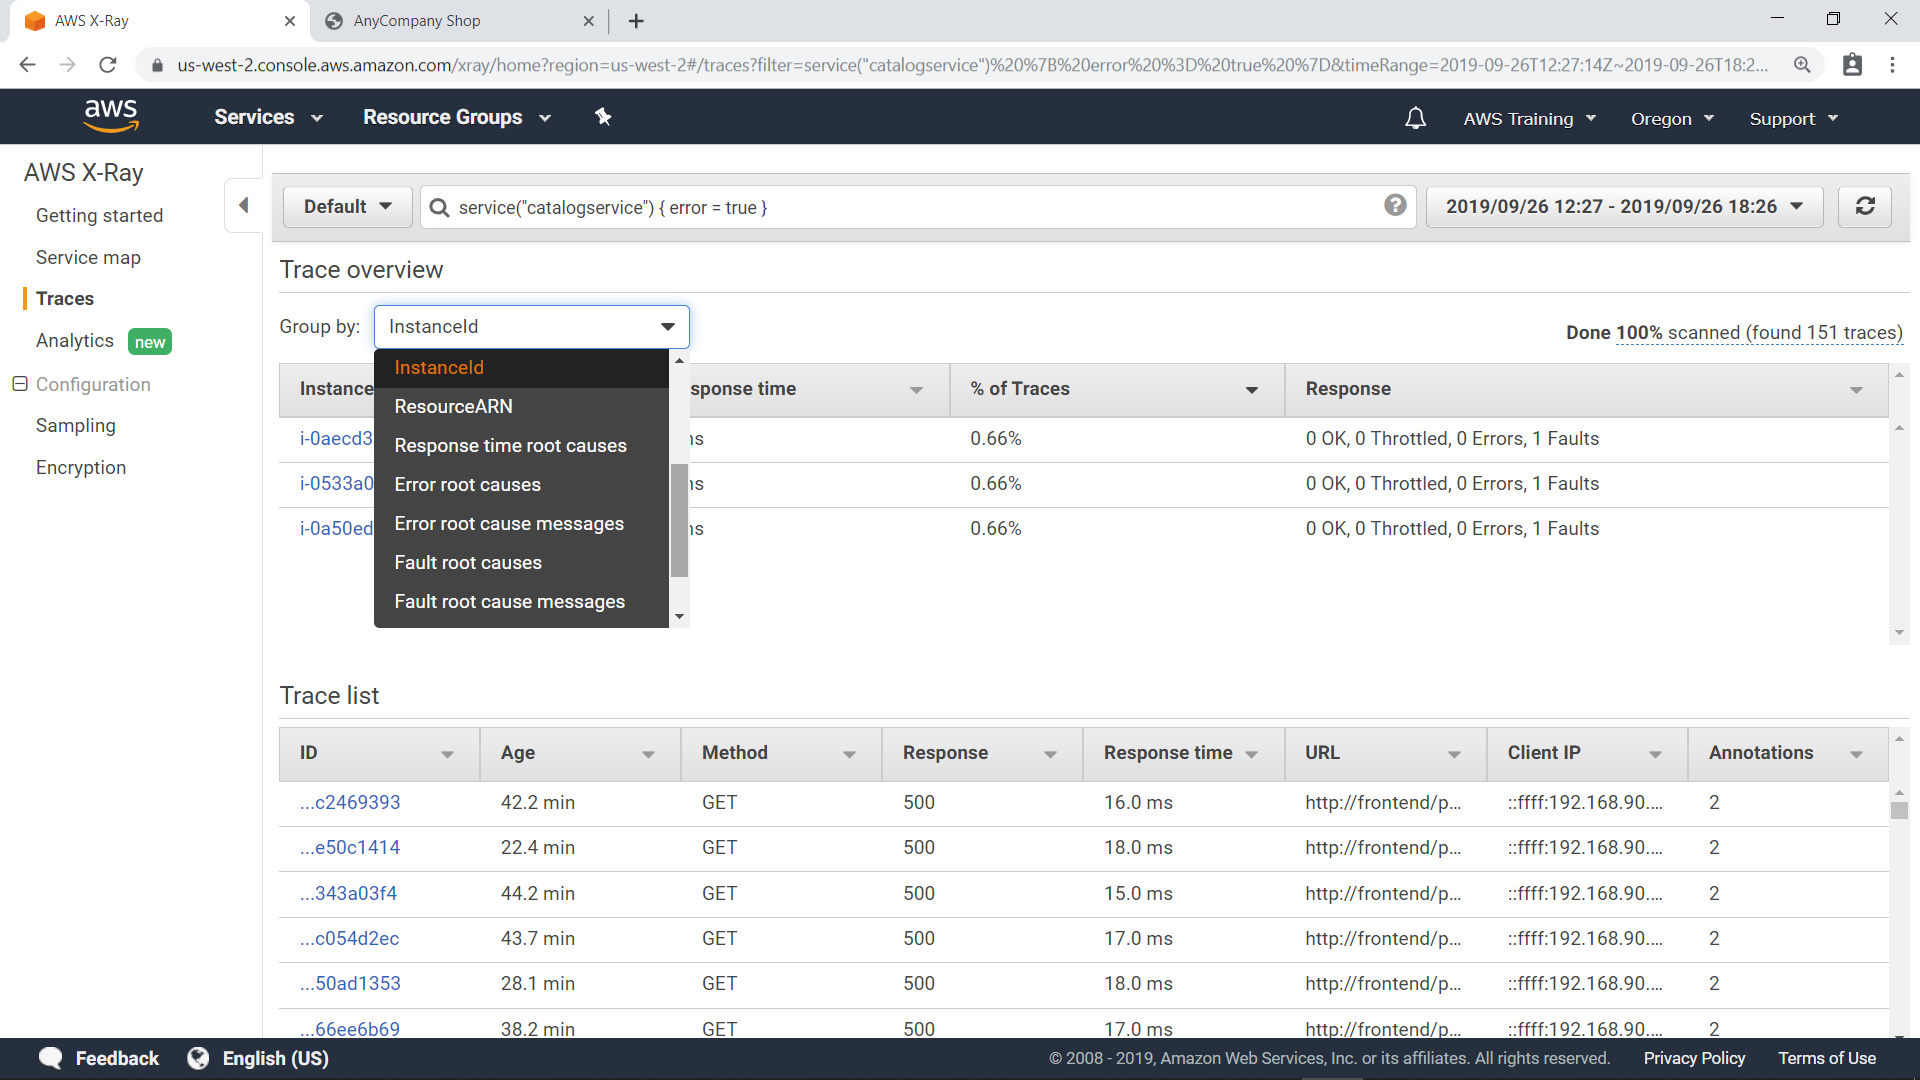 AWS X-Ray
AnyCompany Shop
us-west-2.console.aws.amazon.com/xray/home?region=us-west-2#/traces?filter=service("catalogservice")%20%7B%20error%20%3D%20true%20%7D&timeRange=2019-09-26T12:27:14Z~2019-09-26T18:2...
aws
Services
Resource Groups
AWS Training
Oregon
Support
AWS X-Ray
Getting started
Service map
Traces
Analytics new
Configuration
Sampling
Encryption
Default
service("catalogservice") { error = true }
?
2019/09/26 12:27 - 2019/09/26 18:26
Trace overview
Group by: InstanceId
Done 100% scanned (found 151 traces)
InstanceId
ResourceARN
Response time root causes
Error root causes
Error root cause messages
Fault root causes
Fault root cause messages
Instance sponse time % of Traces Response
i-0aecd3 ns 0.66% 0 OK, 0 Throttled, 0 Errors, 1 Faults
i-0533a0 ns 0.66% 0 OK, 0 Throttled, 0 Errors, 1 Faults
i-0a50ed ns 0.66% 0 OK, 0 Throttled, 0 Errors, 1 Faults
Trace list
ID Age Method Response Response time URL Client IP Annotations
...c2469393 42.2 min GET 500 16.0 ms http://frontend/p... ::ffff:192.168.90.... 2
...e50c1414 22.4 min GET 500 18.0 ms http://frontend/p... ::ffff:192.168.90.... 2
...343a03f4 44.2 min GET 500 15.0 ms http://frontend/p... ::ffff:192.168.90.... 2
...c054d2ec 43.7 min GET 500 17.0 ms http://frontend/p... ::ffff:192.168.90.... 2
...50ad1353 28.1 min GET 500 18.0 ms http://frontend/p... ::ffff:192.168.90.... 2
...66ee6b69 38.2 min GET 500 17.0 ms http://frontend/p... ::ffff:192.168.90.... 2
Feedback
English (US)
© 2008 - 2019, Amazon Web Services, Inc. or its affiliates. All rights reserved.
Privacy Policy
Terms of Use